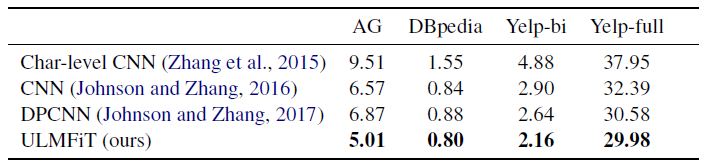 AG DBpedia Yelp-bi Yelp-full
Char-level CNN (Zhang et al., 2015) 9.51 1.55 4.88 37.95
CNN (Johnson and Zhang, 2016) 6.57 0.84 2.90 32.39
DPCNN (Johnson and Zhang, 2017) 6.87 0.88 2.64 30.58
ULMFiT (ours) 5.01 0.80 2.16 29.98